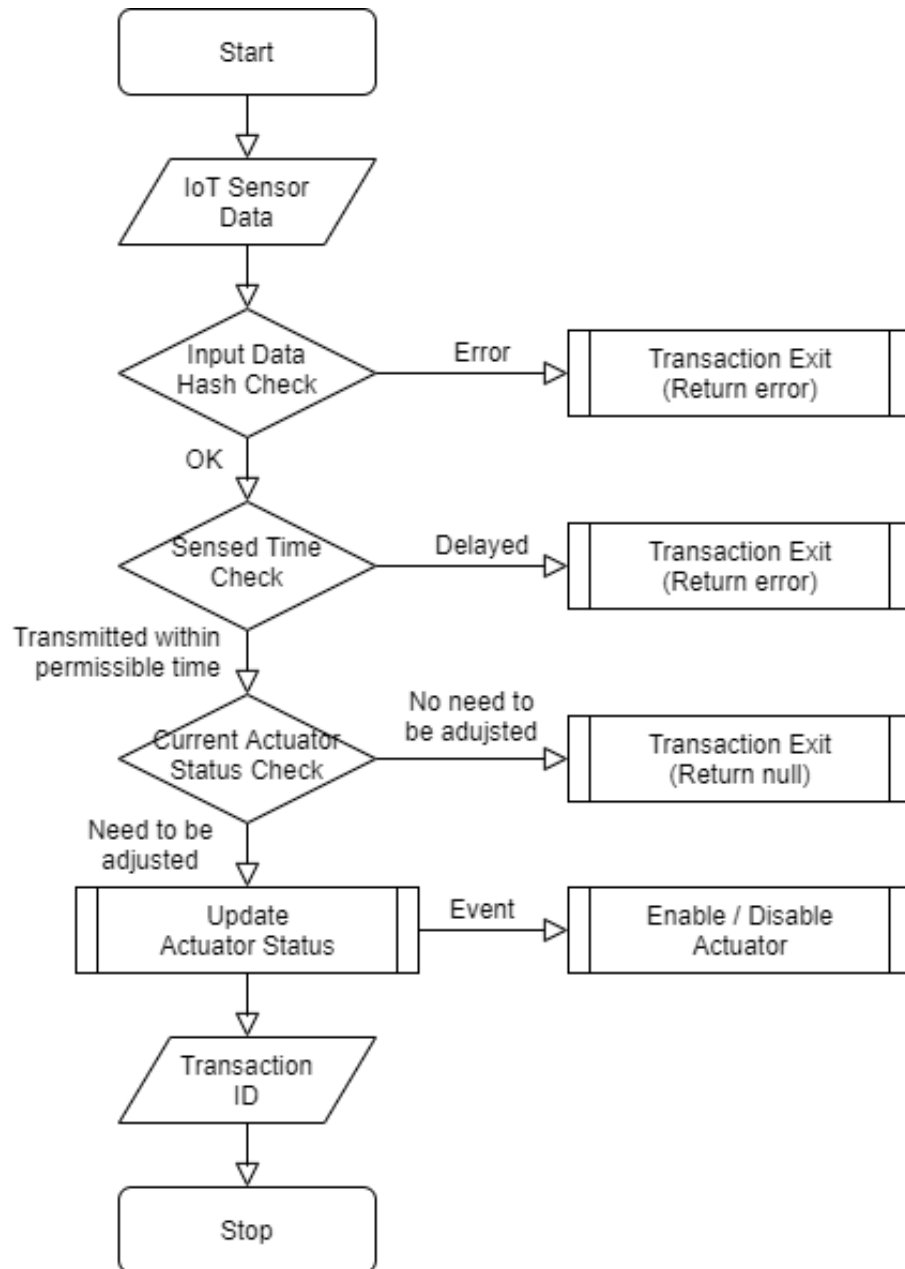 Start
IoT Sensor
Data
Input Data
Hash Check
Error
Transaction Exit
(Return error)
OK
Sensed Time
Check
Delayed
Transaction Exit
(Return error)
Transmitted within
permissible time
Current Actuator
Status Check
No need to
be adujsted
Transaction Exit
(Return null)
Need to be
adjusted
Update
Actuator Status
Event
Enable / Disable
Actuator
Transaction
ID
Stop